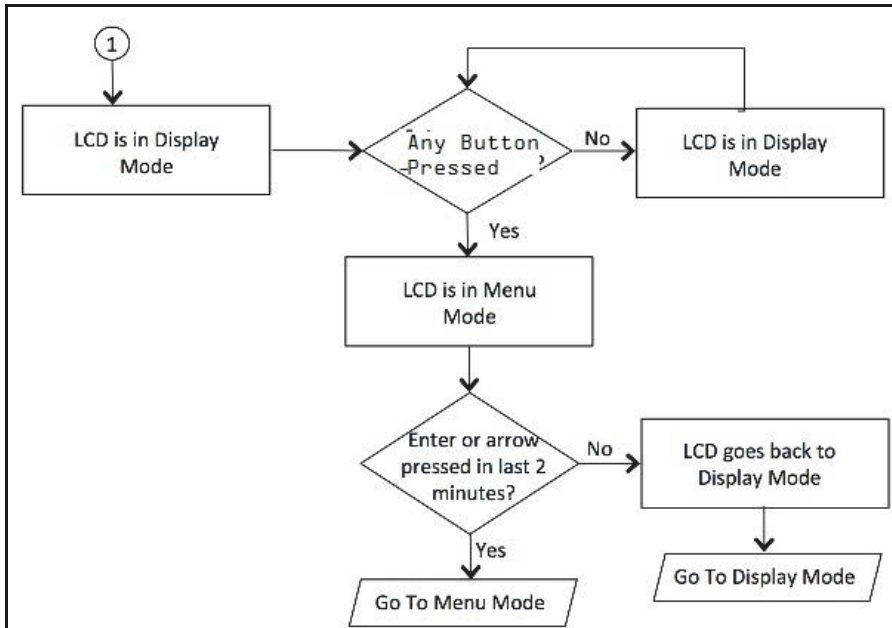 1
LCD is in Display
Mode
Any Button
Pressed ?
No
LCD is in Display
Mode
Yes
LCD is in Menu
Mode
Enter or arrow
pressed in last 2
minutes?
No
LCD goes back to
Display Mode
Yes
Go To Menu Mode
Go To Display Mode